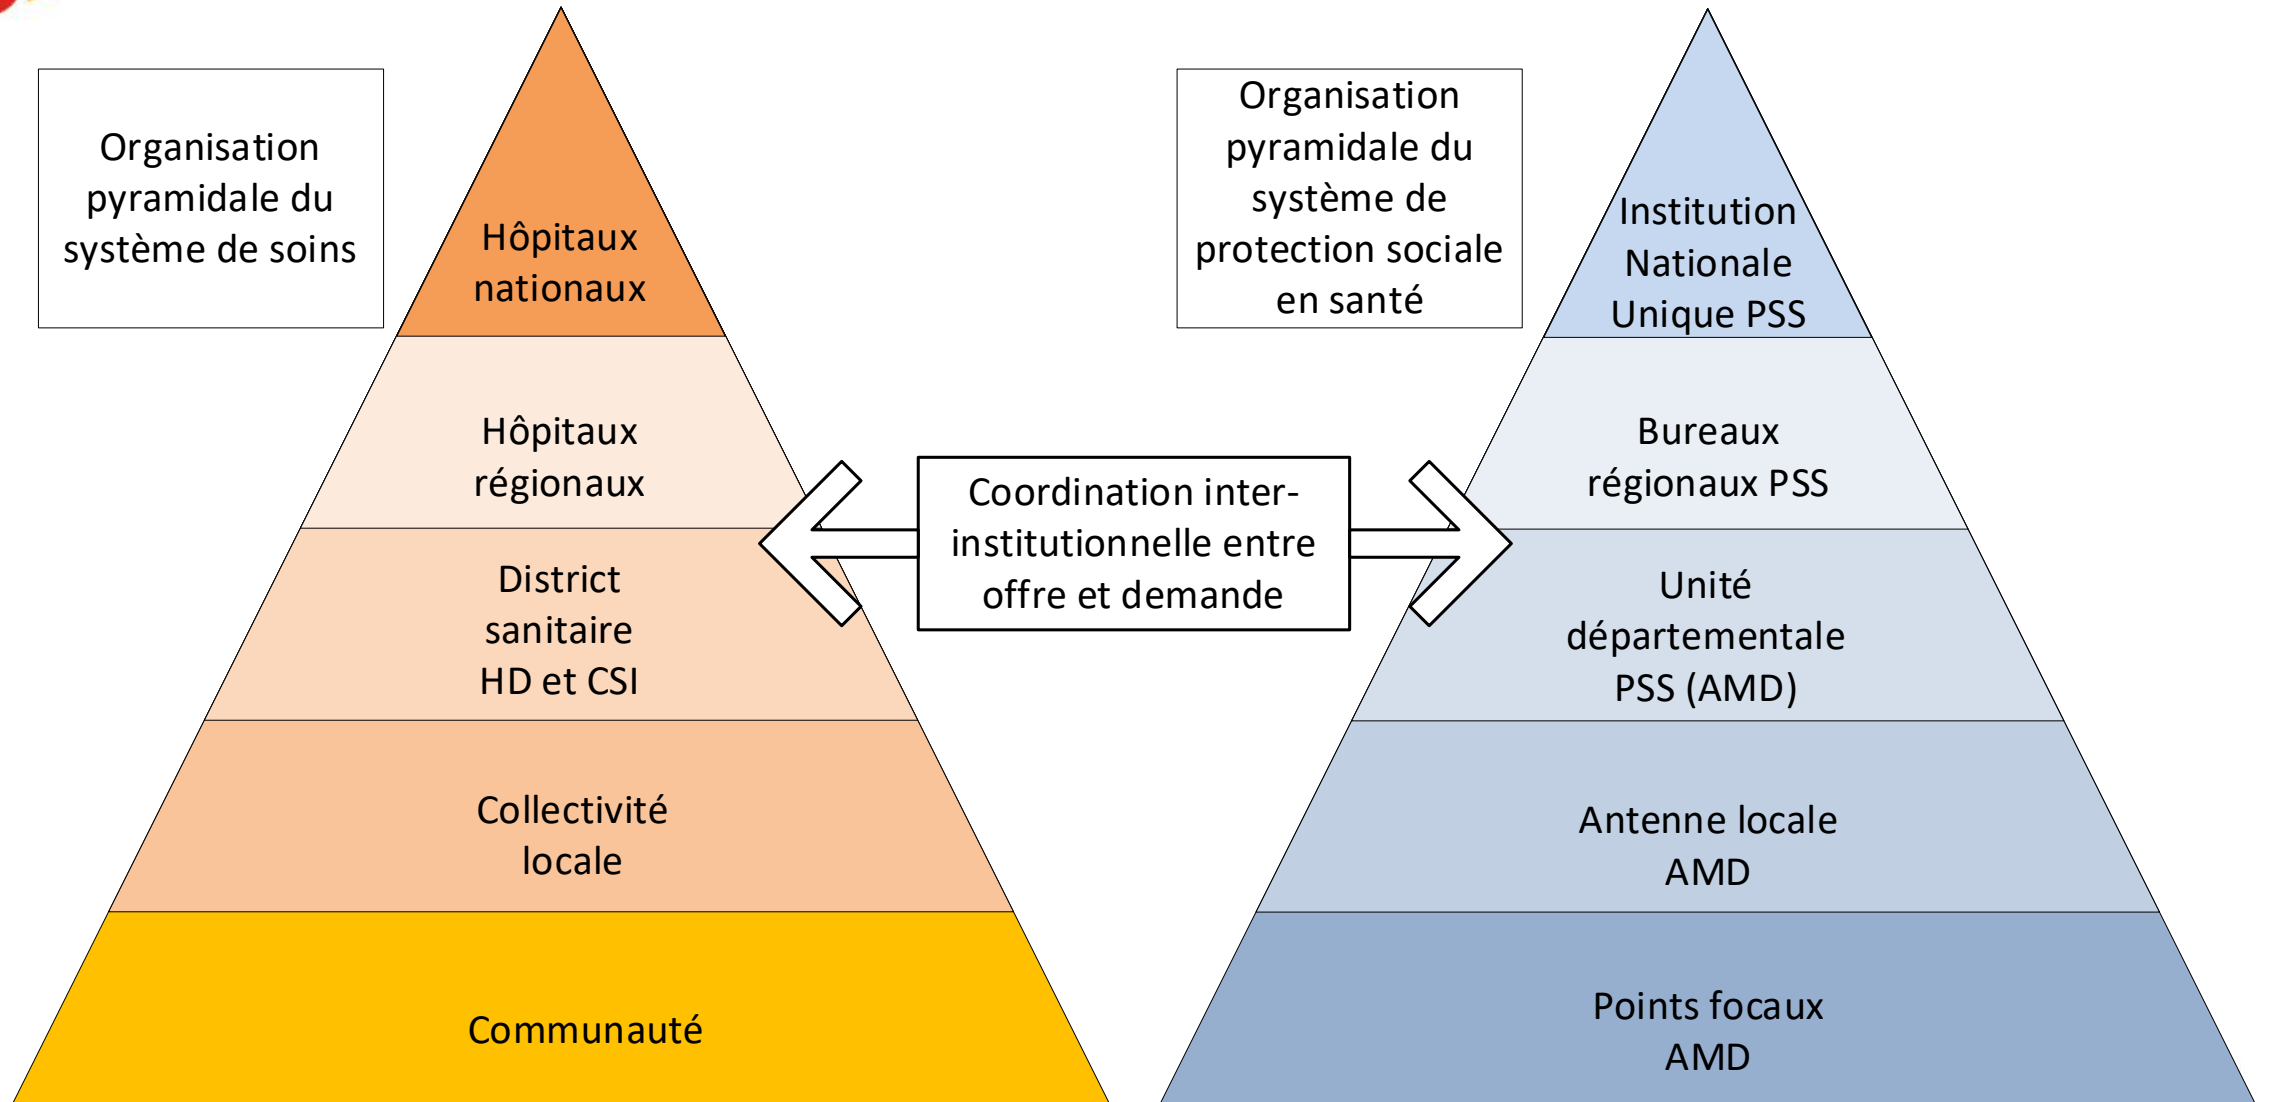 Organisation
pyramidale du
système de soins
Hôpitaux
nationaux
Hôpitaux
régionaux
District
sanitaire
HD et CSI
Collectivité
locale
Communauté
Coordination inter-
institutionnelle entre
offre et demande
Organisation
pyramidale du
système de
protection sociale
en santé
Institution
Nationale
Unique PSS
Bureaux
régionaux PSS
Unité
départementale
PSS (AMD)
Antenne locale
AMD
Points focaux
AMD